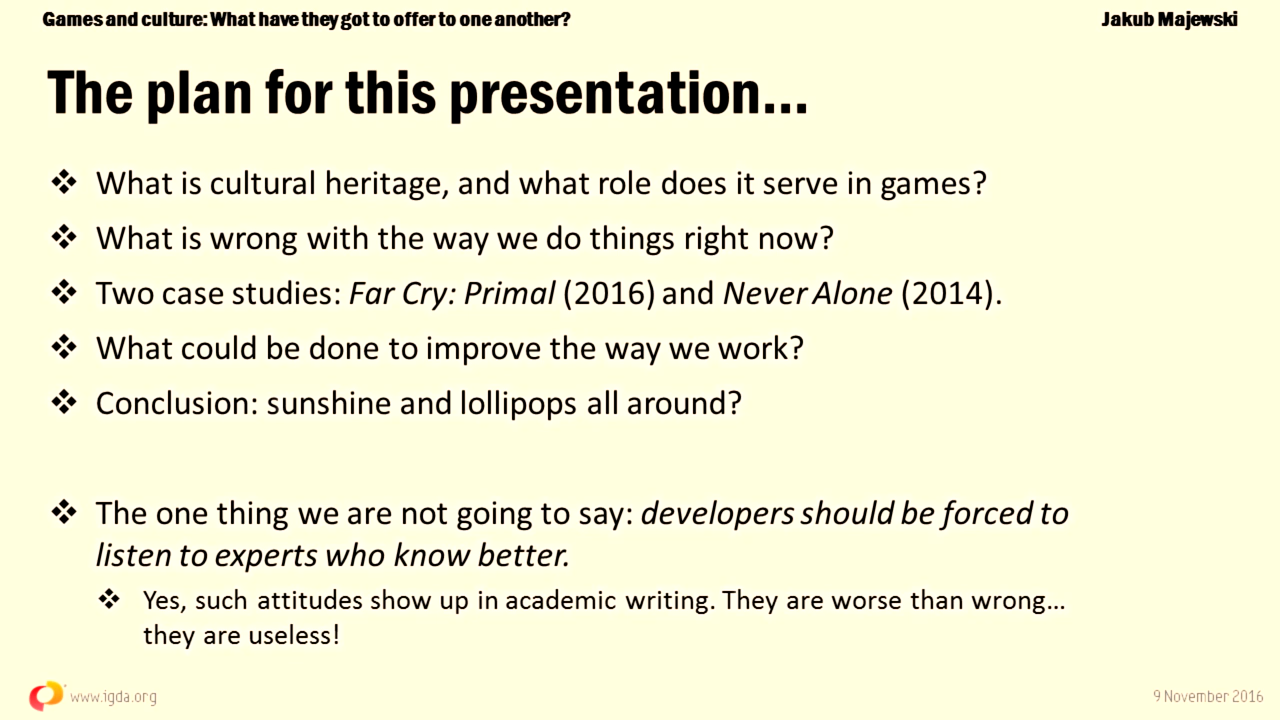 Games and culture: What have they got to offer to one another?
Jakub Majewski
The plan for this presentation...
❖ What is cultural heritage, and what role does it serve in games?
❖ What is wrong with the way we do things right now?
❖ Two case studies: Far Cry: Primal (2016) and Never Alone (2014).
❖ What could be done to improve the way we work?
❖ Conclusion: sunshine and lollipops all around?
❖ The one thing we are not going to say: developers should be forced to
listen to experts who know better.
❖ Yes, such attitudes show up in academic writing. They are worse than wrong...
they are useless!
www.igda.org
9 November 2016